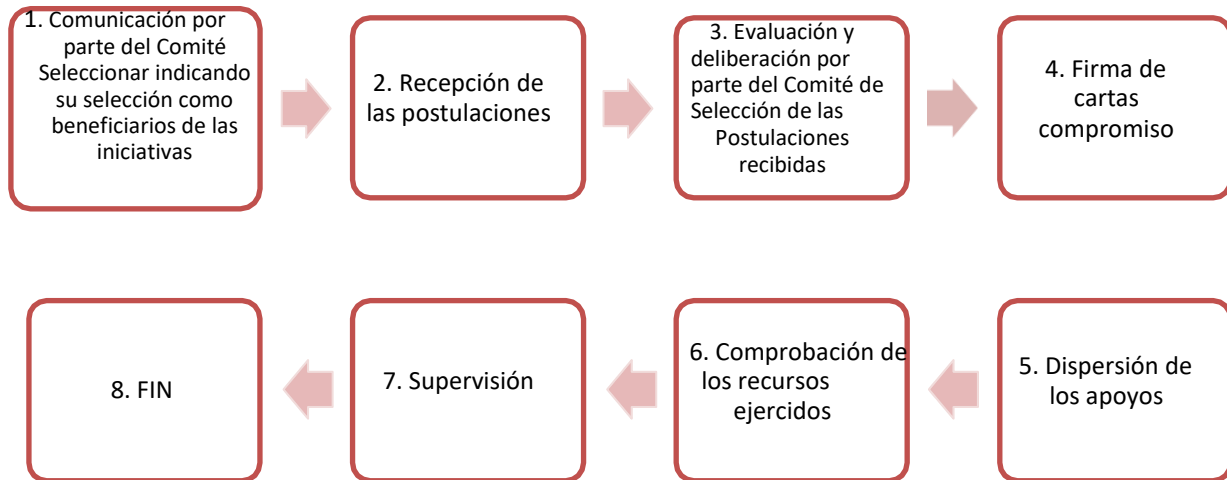 1. Comunicación por
parte del Comité
Seleccionar indicando
su selección como
beneficiarios de las
iniciativas
2. Recepción de
las postulaciones
3. Evaluación y
deliberación por
parte del Comité de
Selección de las
Postulaciones
recibidas
4. Firma de
cartas
compromiso
8. FIN
7. Supervisión
6. Comprobación de
los recursos
ejercidos
5. Dispersión de
los apoyos